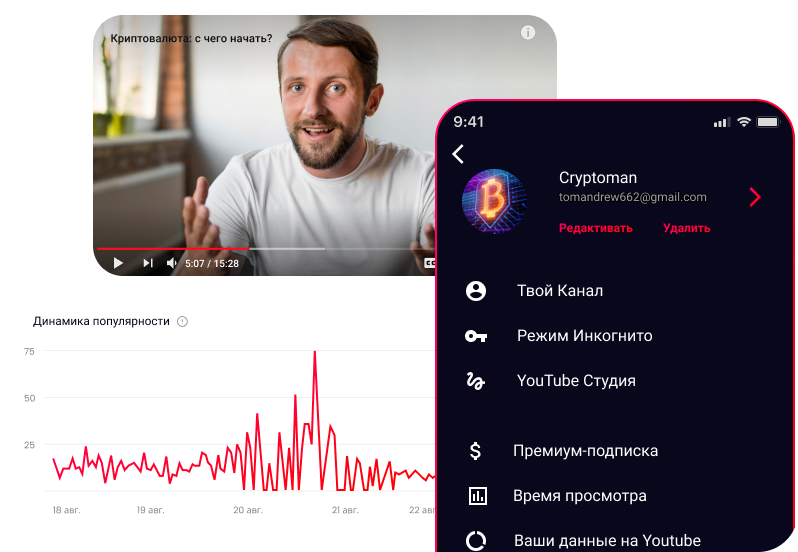 Криптовалюта: с чего начать?
5:07 / 15:28
CC
9:41
Cryptoman
tomandrew662@gmail.com
Редактивать Удалить
Твой Канал
Режим Инкогнито
YouTube Студия
Премиум-подписка
Время просмотра
Ваши данные на Youtube
Динамика популярности
75
50
25
18 авг. 19 авг. 20 авг. 21 авг. 22 авг